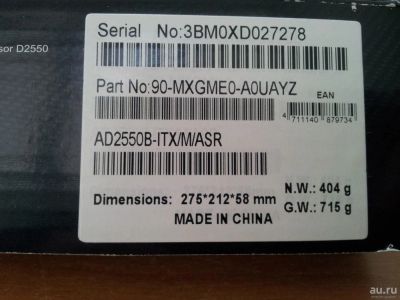 Serial No:3BM0XD027278
sor D2550
Part No:90-MXGME0-A0UAYZ
EAN
4 711140 879734
AD2550B-ITX/M/ASR
Dimensions: 275*212*58 mm
N.W.: 404 g
G.W.: 715 g
MADE IN CHINA
au.ru